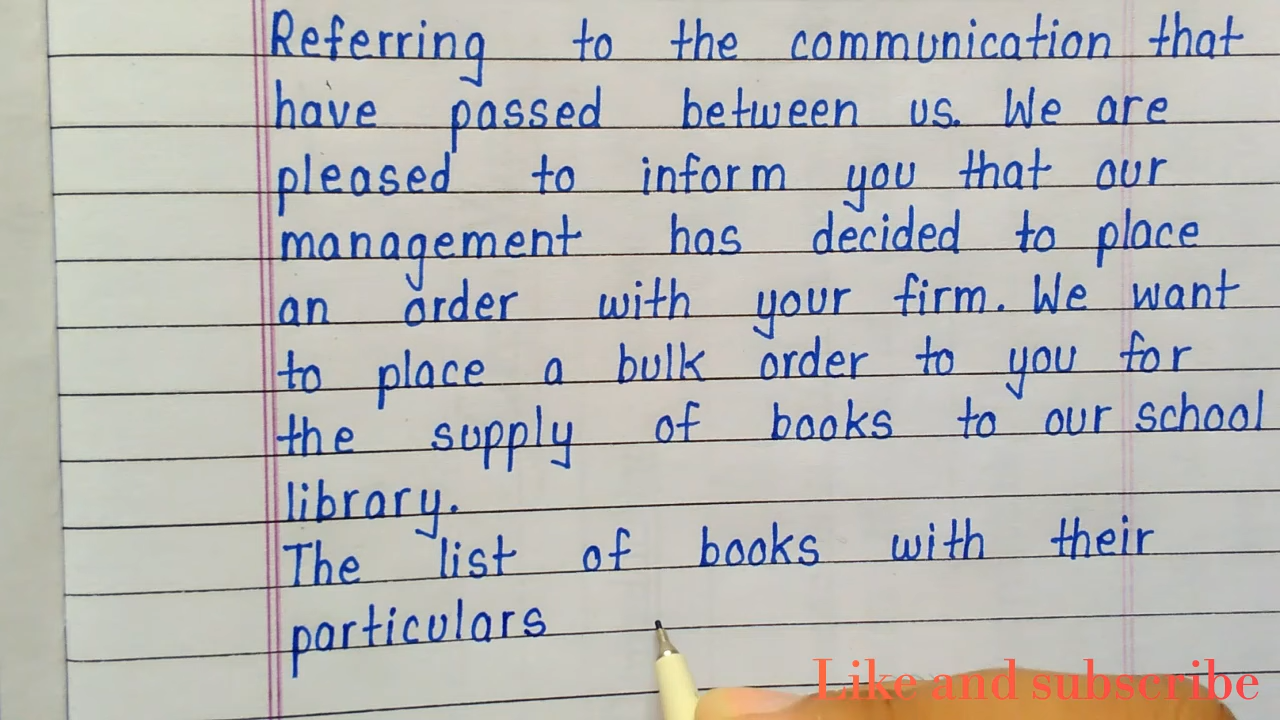 Referring to the communication that
have passed between us. We are
pleased to inform you that our
management has decided to place
an order with your firm. We want
to place a bulk order to you for
the supply of books to our school
library.
The list of books with their
particulars
Like and subscribe